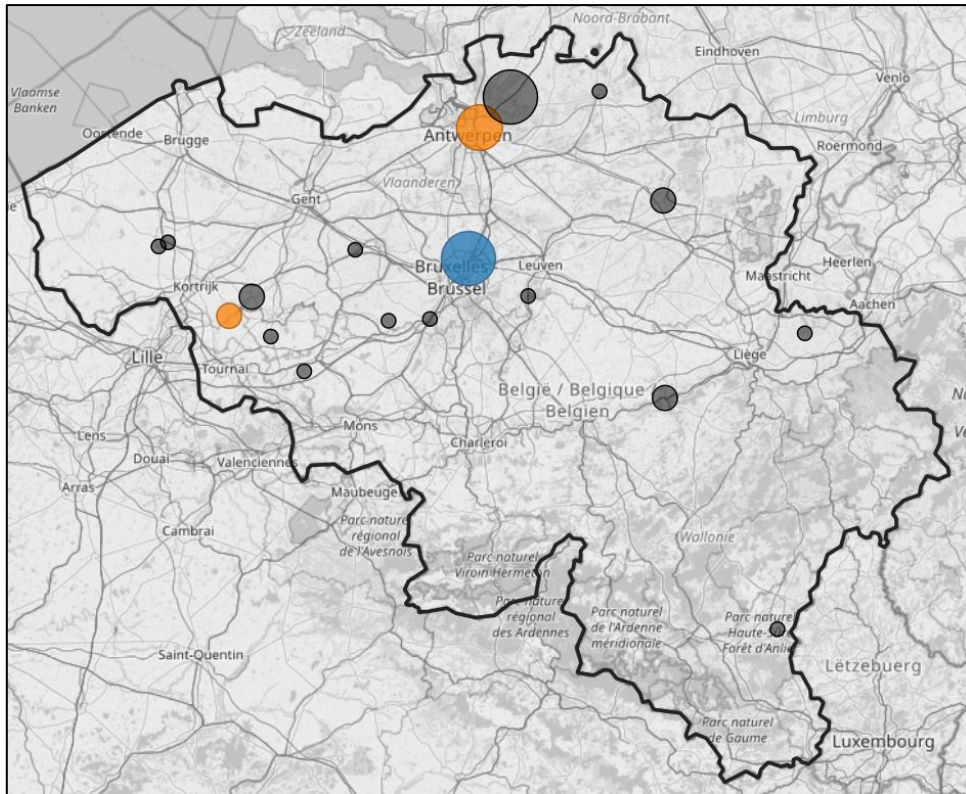 Noord-Brabant
Zeeland
Eindhoven
Venlo
Vlaamse
Banken
Limburg
Oostende
Brugge
Antwerpen
Roermond
Vlaanderen
Gent
Bruxelles
Brussel
Leuven
Maastricht
Heerlen
Aachen
Kortrijk
Lille
Tournai
Liège
België / Belgique
Belgien
Mons
Charleroi
Lens
Douai
Valenciennes
Arras
Maubeuge
Cambrai
Parc nature
régional
de l'Avesnois
Parc naturel
Viroin-Hermeton
Wallonie
Parc nature
régional
des Ardennes
Parc naturel
de l'Ardenne
méridionale
Parc naturel
Forêt d'Anlier
Saint-Quentin
Lëtzebuerg
Parc naturel
de Gaume
Luxembourg